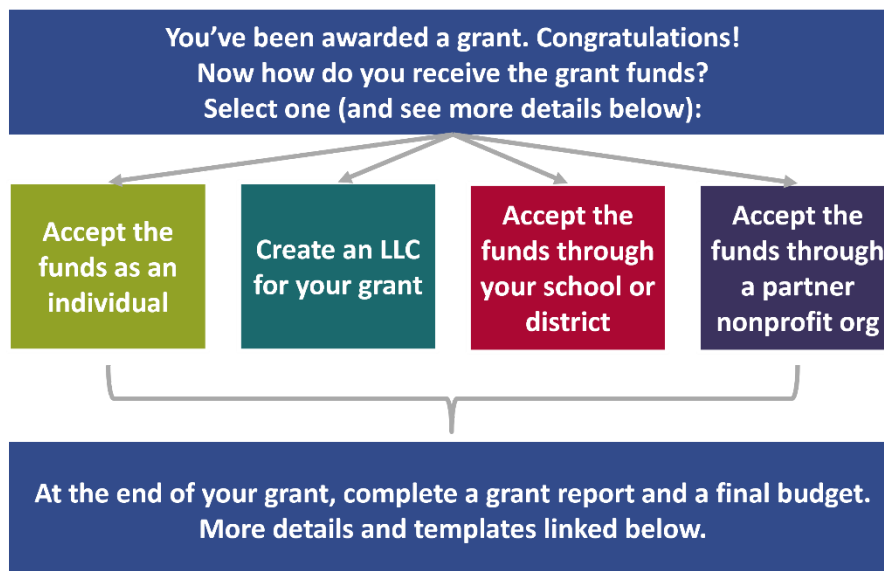 You’ve been awarded a grant. Congratulations!
Now how do you receive the grant funds?
Select one (and see more details below):
Accept the
funds as an
individual
Create an LLC
for your grant
Accept the
funds through
your school or
district
Accept the
funds through
a partner
nonprofit org
At the end of your grant, complete a grant report and a final budget.
More details and templates linked below.